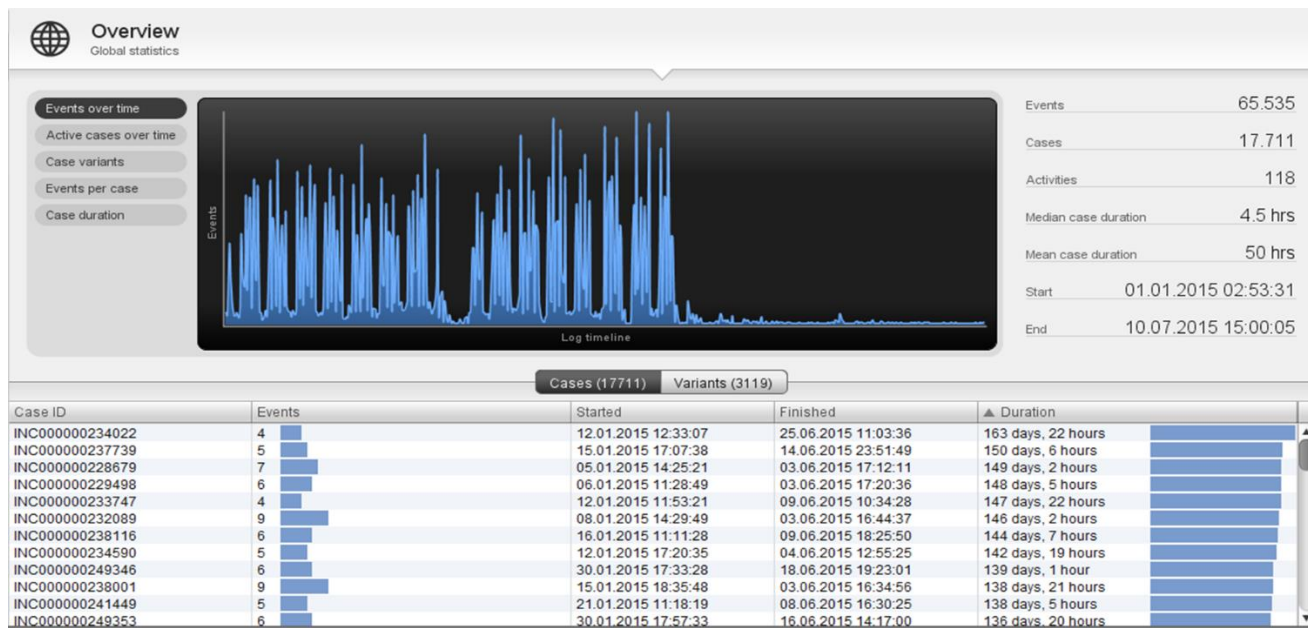 Overview
Global statistics
Events over time
Active cases over time
Case variants
Events per case
Case duration
Events
Log timeline
Events 65.535
Cases 17.711
Activities 118
Median case duration 4.5 hrs
Mean case duration 50 hrs
Start 01.01.2015 02:53:31
End 10.07.2015 15:00:05
Cases (17711) Variants (3119)
Case ID Events Started Finished ▲ Duration
INC000000234022 4 12.01.2015 12:33:07 25.06.2015 11:03:36 163 days, 22 hours
INC000000237739 5 15.01.2015 17:07:38 14.06.2015 23:51:49 150 days, 6 hours
INC000000228679 7 05.01.2015 14:25:21 03.06.2015 17:12:11 149 days, 2 hours
INC000000229498 6 06.01.2015 11:28:49 03.06.2015 17:20:36 148 days, 5 hours
INC000000233747 4 12.01.2015 11:53:21 09.06.2015 10:34:28 147 days, 22 hours
INC000000232089 9 08.01.2015 14:29:49 03.06.2015 16:44:37 146 days, 2 hours
INC000000238116 6 16.01.2015 11:11:28 09.06.2015 18:25:50 144 days, 7 hours
INC000000234590 5 12.01.2015 17:20:35 04.06.2015 12:55:25 142 days, 19 hours
INC000000249346 6 30.01.2015 17:33:28 18.06.2015 19:23:01 139 days, 1 hour
INC000000238001 9 15.01.2015 18:35:48 03.06.2015 16:34:56 138 days, 21 hours
INC000000241449 5 21.01.2015 11:18:19 08.06.2015 16:30:25 138 days, 5 hours
INC000000249353 6 30.01.2015 17:57:33 16.06.2015 14:17:00 136 days, 20 hours